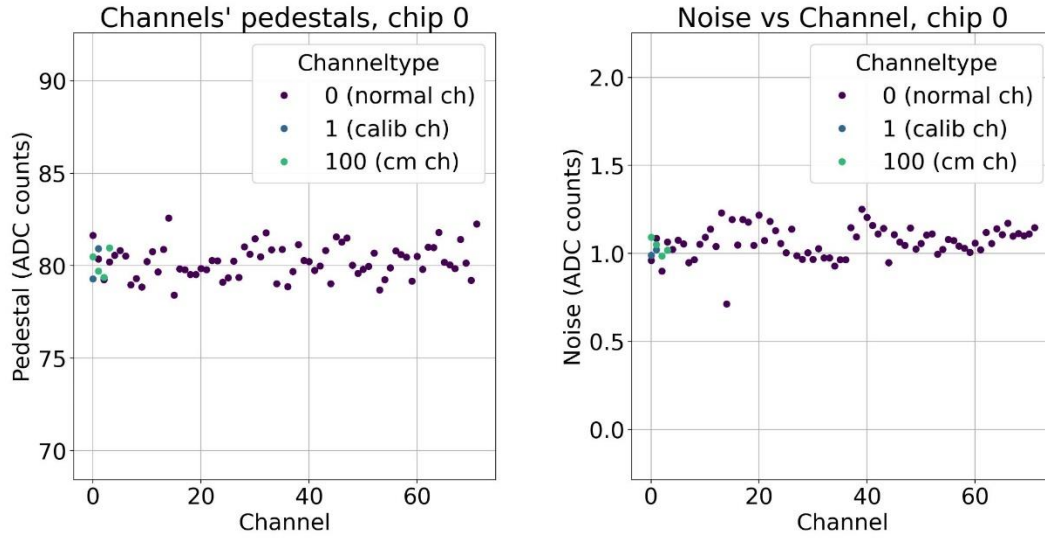 Channels' pedestals, chip 0
Pedestal (ADC counts)
90
85
80
75
70
Channeltype
0 (normal ch)
1 (calib ch)
100 (cm ch)
0 20 40 60
Channel
Noise vs Channel, chip 0
Noise (ADC counts)
2.0
1.5
1.0
0.5
0.0
Channeltype
0 (normal ch)
1 (calib ch)
100 (cm ch)
0 20 40 60
Channel